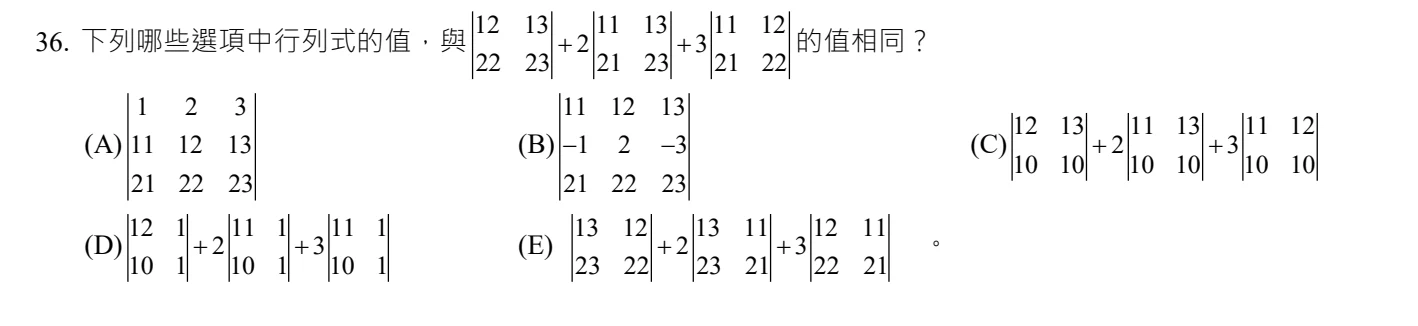 36. 下列哪些選項中行列式的值，與 |12 13; 22 23| + 2 |11 13; 21 23| + 3 |11 12; 21 22| 的值相同？
(A) |1 2 3; 11 12 13; 21 22 23| (B) |11 12 13; −1 2 −3; 21 22 23| (C) |12 13; 10 10| + 2 |11 13; 10 10| + 3 |11 12; 10 10|
(D) |12 1; 10 1| + 2 |11 1; 10 1| + 3 |11 1; 10 1| (E) |13 12; 23 22| + 2 |13 11; 23 21| + 3 |12 11; 22 21| 。